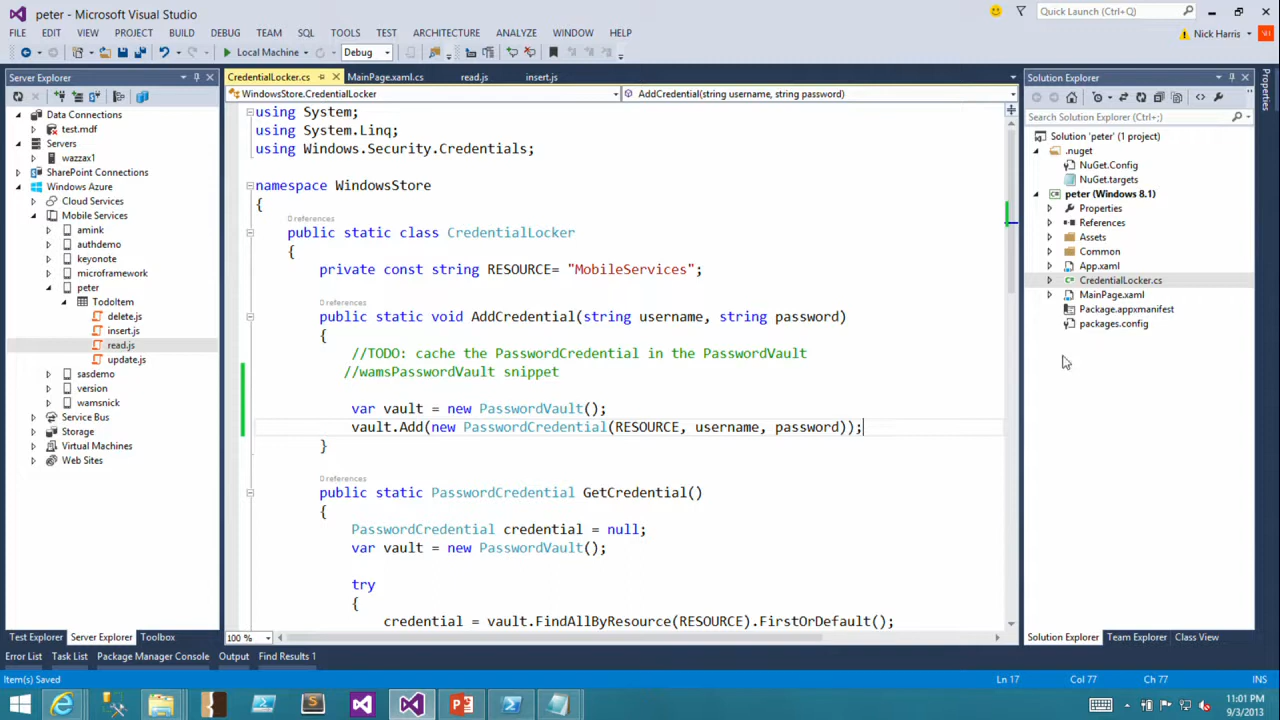 peter - Microsoft Visual Studio
Quick Launch (Ctrl+Q)
FILE EDIT VIEW PROJECT BUILD DEBUG TEAM SQL TOOLS TEST ARCHITECTURE ANALYZE WINDOW HELP
Nick Harris NH
Local Machine Debug
Server Explorer
Data Connections
test.mdf
Servers
wazzax1
SharePoint Connections
Windows Azure
Cloud Services
Mobile Services
amink
authdemo
keyonote
microframework
peter
TodoItem
delete.js
insert.js
read.js
update.js
sasdemo
version
wamsnick
Service Bus
Storage
Virtual Machines
Web Sites
Test Explorer Server Explorer Toolbox
CredentialLocker.cs MainPage.xaml.cs read.js insert.js
WindowsStore.CredentialLocker AddCredential(string username, string password)
using System;
using System.Linq;
using Windows.Security.Credentials;
namespace WindowsStore
{
0 references
public static class CredentialLocker
{
private const string RESOURCE= "MobileServices";
0 references
public static void AddCredential(string username, string password)
{
//TODO: cache the PasswordCredential in the PasswordVault
//wamsPasswordVault snippet
var vault = new PasswordVault();
vault.Add(new PasswordCredential(RESOURCE, username, password));
}
0 references
public static PasswordCredential GetCredential()
{
PasswordCredential credential = null;
var vault = new PasswordVault();
try
{
credential = vault.FindAllByResource(RESOURCE).FirstOrDefault();
100 %
Solution Explorer
Search Solution Explorer (Ctrl+;)
Solution 'peter' (1 project)
.nuget
NuGet.Config
NuGet.targets
peter (Windows 8.1)
Properties
References
Assets
Common
App.xaml
CredentialLocker.cs
MainPage.xaml
Package.appxmanifest
packages.config
Solution Explorer Team Explorer Class View
Properties
Error List Task List Package Manager Console Output Find Results 1
Item(s) Saved Ln 17 Col 77 Ch 77 INS
11:01 PM
9/3/2013